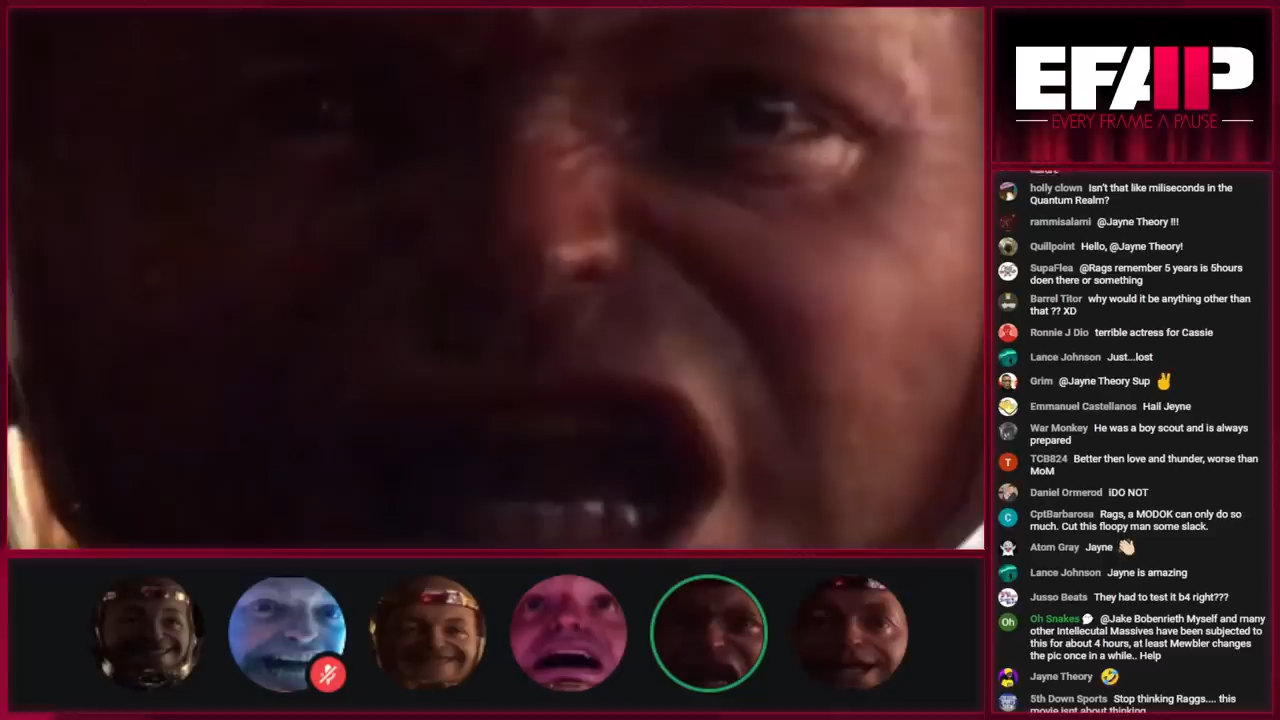 EFAP
EVERY FRAME A PAUSE
holly clown Isn't that like miliseconds in the
Quantum Realm?
rammisalami @Jayne Theory !!!
Quillpoint Hello, @Jayne Theory!
SupaFlea @Rags remember 5 years is 5hours
doen there or something
Barrel Titor why would it be anything other than
that ?? XD
Ronnie J Dio terrible actress for Cassie
Lance Johnson Just...lost
Grim @Jayne Theory Sup ✌
Emmanuel Castellanos Hail Jeyne
War Monkey He was a boy scout and is always
prepared
T
TCB824 Better then love and thunder, worse than
MoM
Daniel Ormerod iDO NOT
C
CptBarbarosa Rags, a MODOK can only do so
much. Cut this floopy man some slack.
Atom Gray Jayne 👏🏻
Lance Johnson Jayne is amazing
Jusso Beats They had to test it b4 right???
Oh
Oh Snakes @Jake Bobenrieth Myself and many
other Intellecutal Massives have been subjected to
this for about 4 hours, at least Mewbler changes
the pic once in a while.. Help
Jayne Theory 🤣
5th Down Sports Stop thinking Raggs.... this
movie isnt about thinking